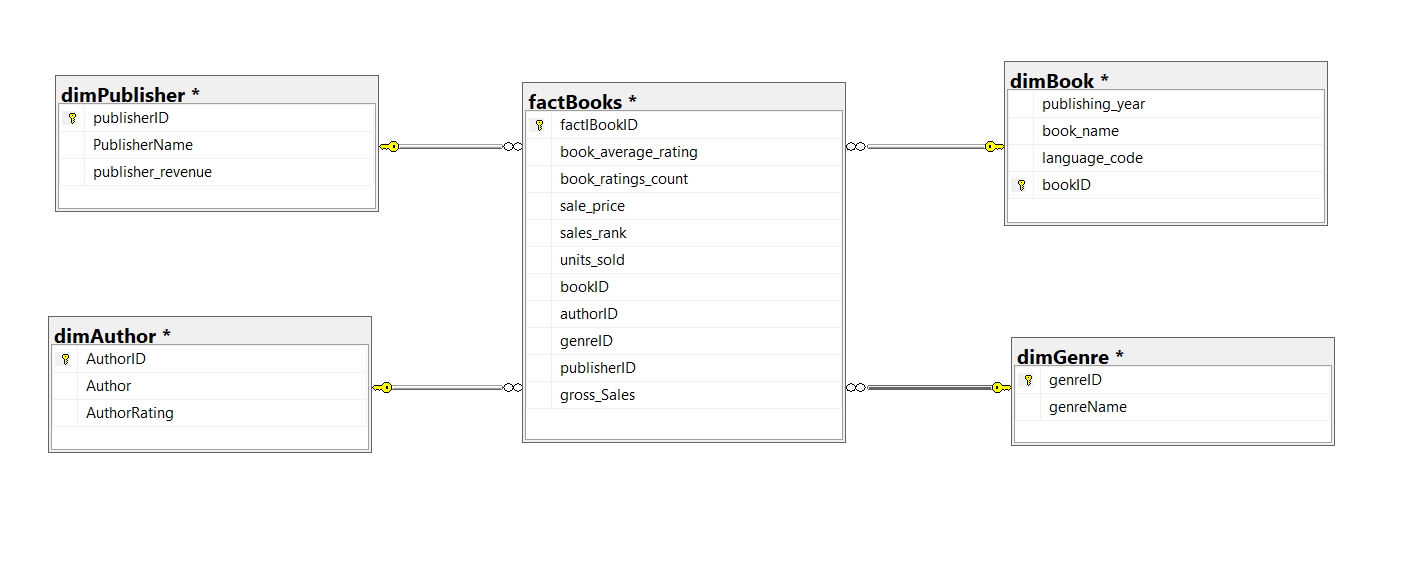 dimPublisher *
publisherID
PublisherName
publisher_revenue
factBooks *
factIBookID
book_average_rating
book_ratings_count
sale_price
sales_rank
units_sold
bookID
authorID
genreID
publisherID
gross_Sales
dimBook *
publishing_year
book_name
language_code
bookID
dimAuthor *
AuthorID
Author
AuthorRating
dimGenre *
genreID
genreName